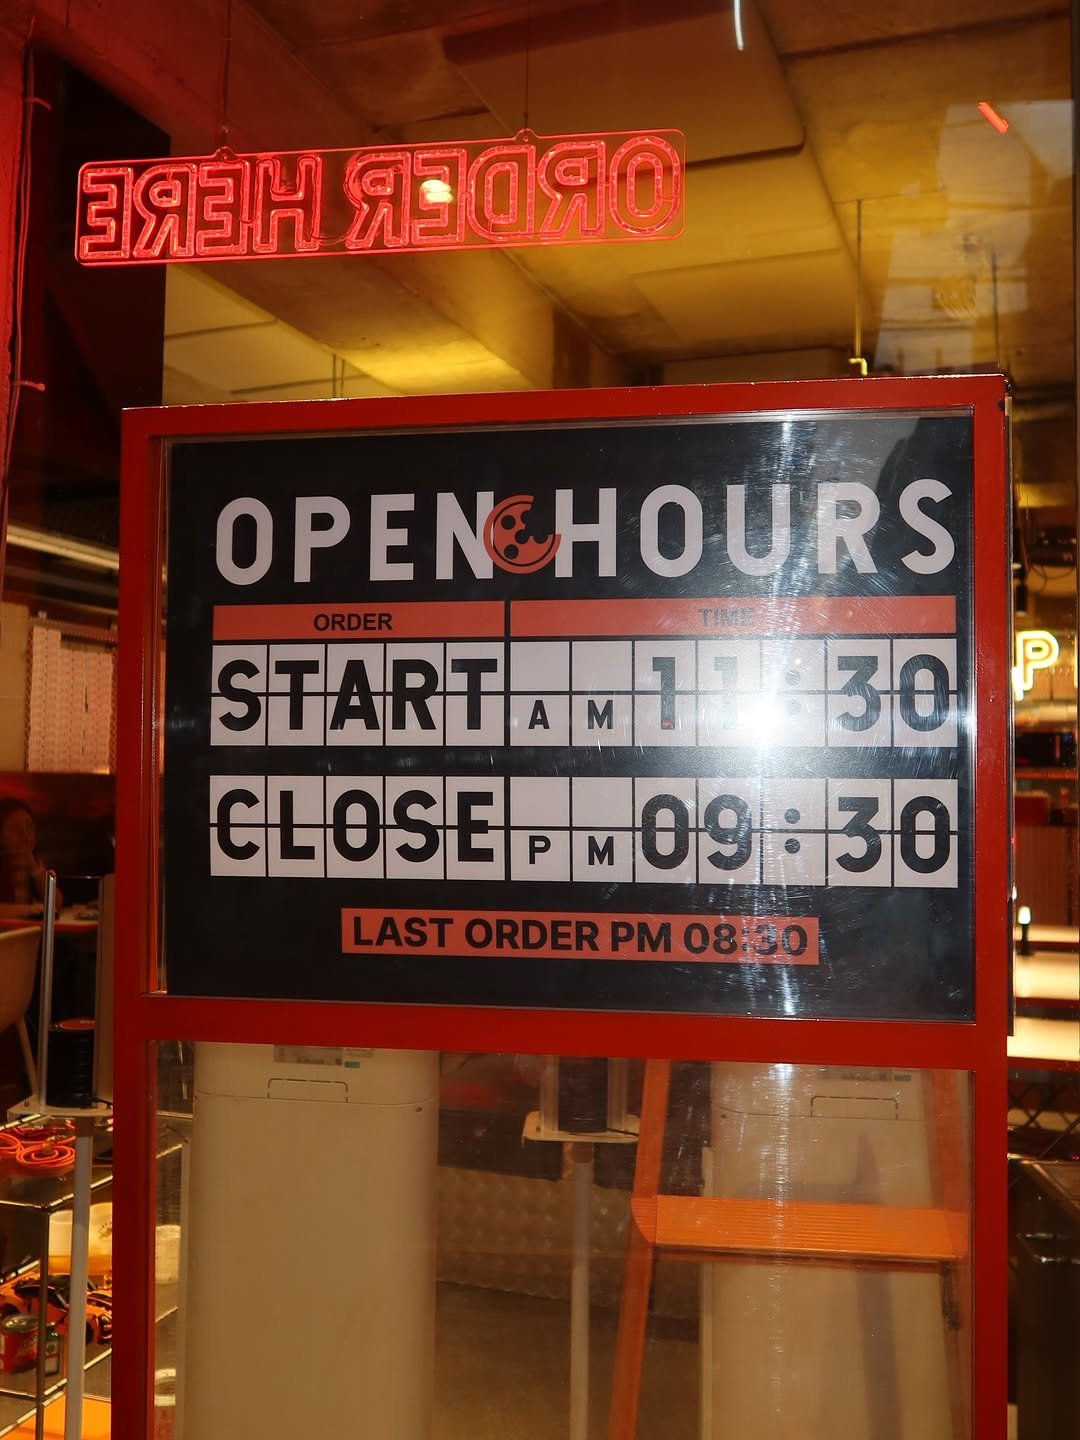 ORDER HERE
OPEN HOURS
ORDER TIME
START AM 11:30
CLOSE PM 09:30
LAST ORDER PM 08:30
P